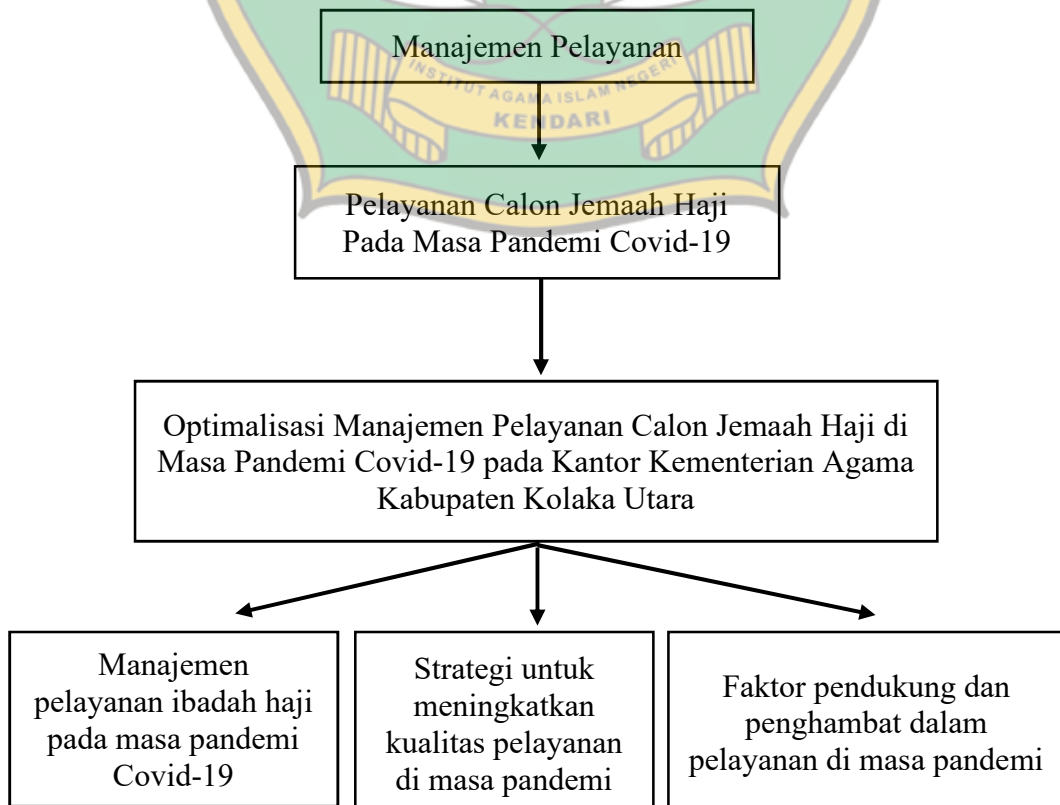 Manajemen Pelayanan
INSTITUT AGAMA ISLAM NEGERI
KENDARI
Pelayanan Calon Jemaah Haji
Pada Masa Pandemi Covid-19
Optimalisasi Manajemen Pelayanan Calon Jemaah Haji di
Masa Pandemi Covid-19 pada Kantor Kementerian Agama
Kabupaten Kolaka Utara
Manajemen
pelayanan ibadah haji
pada masa pandemi
Covid-19
Strategi untuk
meningkatkan
kualitas pelayanan
di masa pandemi
Faktor pendukung dan
penghambat dalam
pelayanan di masa pandemi